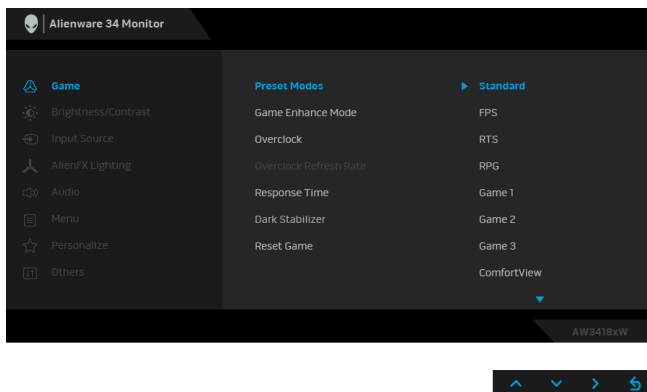 Alienware 34 Monitor
Game Preset Modes Standard
Brightness/Contrast Game Enhance Mode FPS
Input Source Overclock RTS
AlienFX Lighting Overclock Refresh Rate RPG
Audio Response Time Game 1
Menu Dark Stabilizer Game 2
Personalize Reset Game Game 3
Others ComfortView
AW3418xW